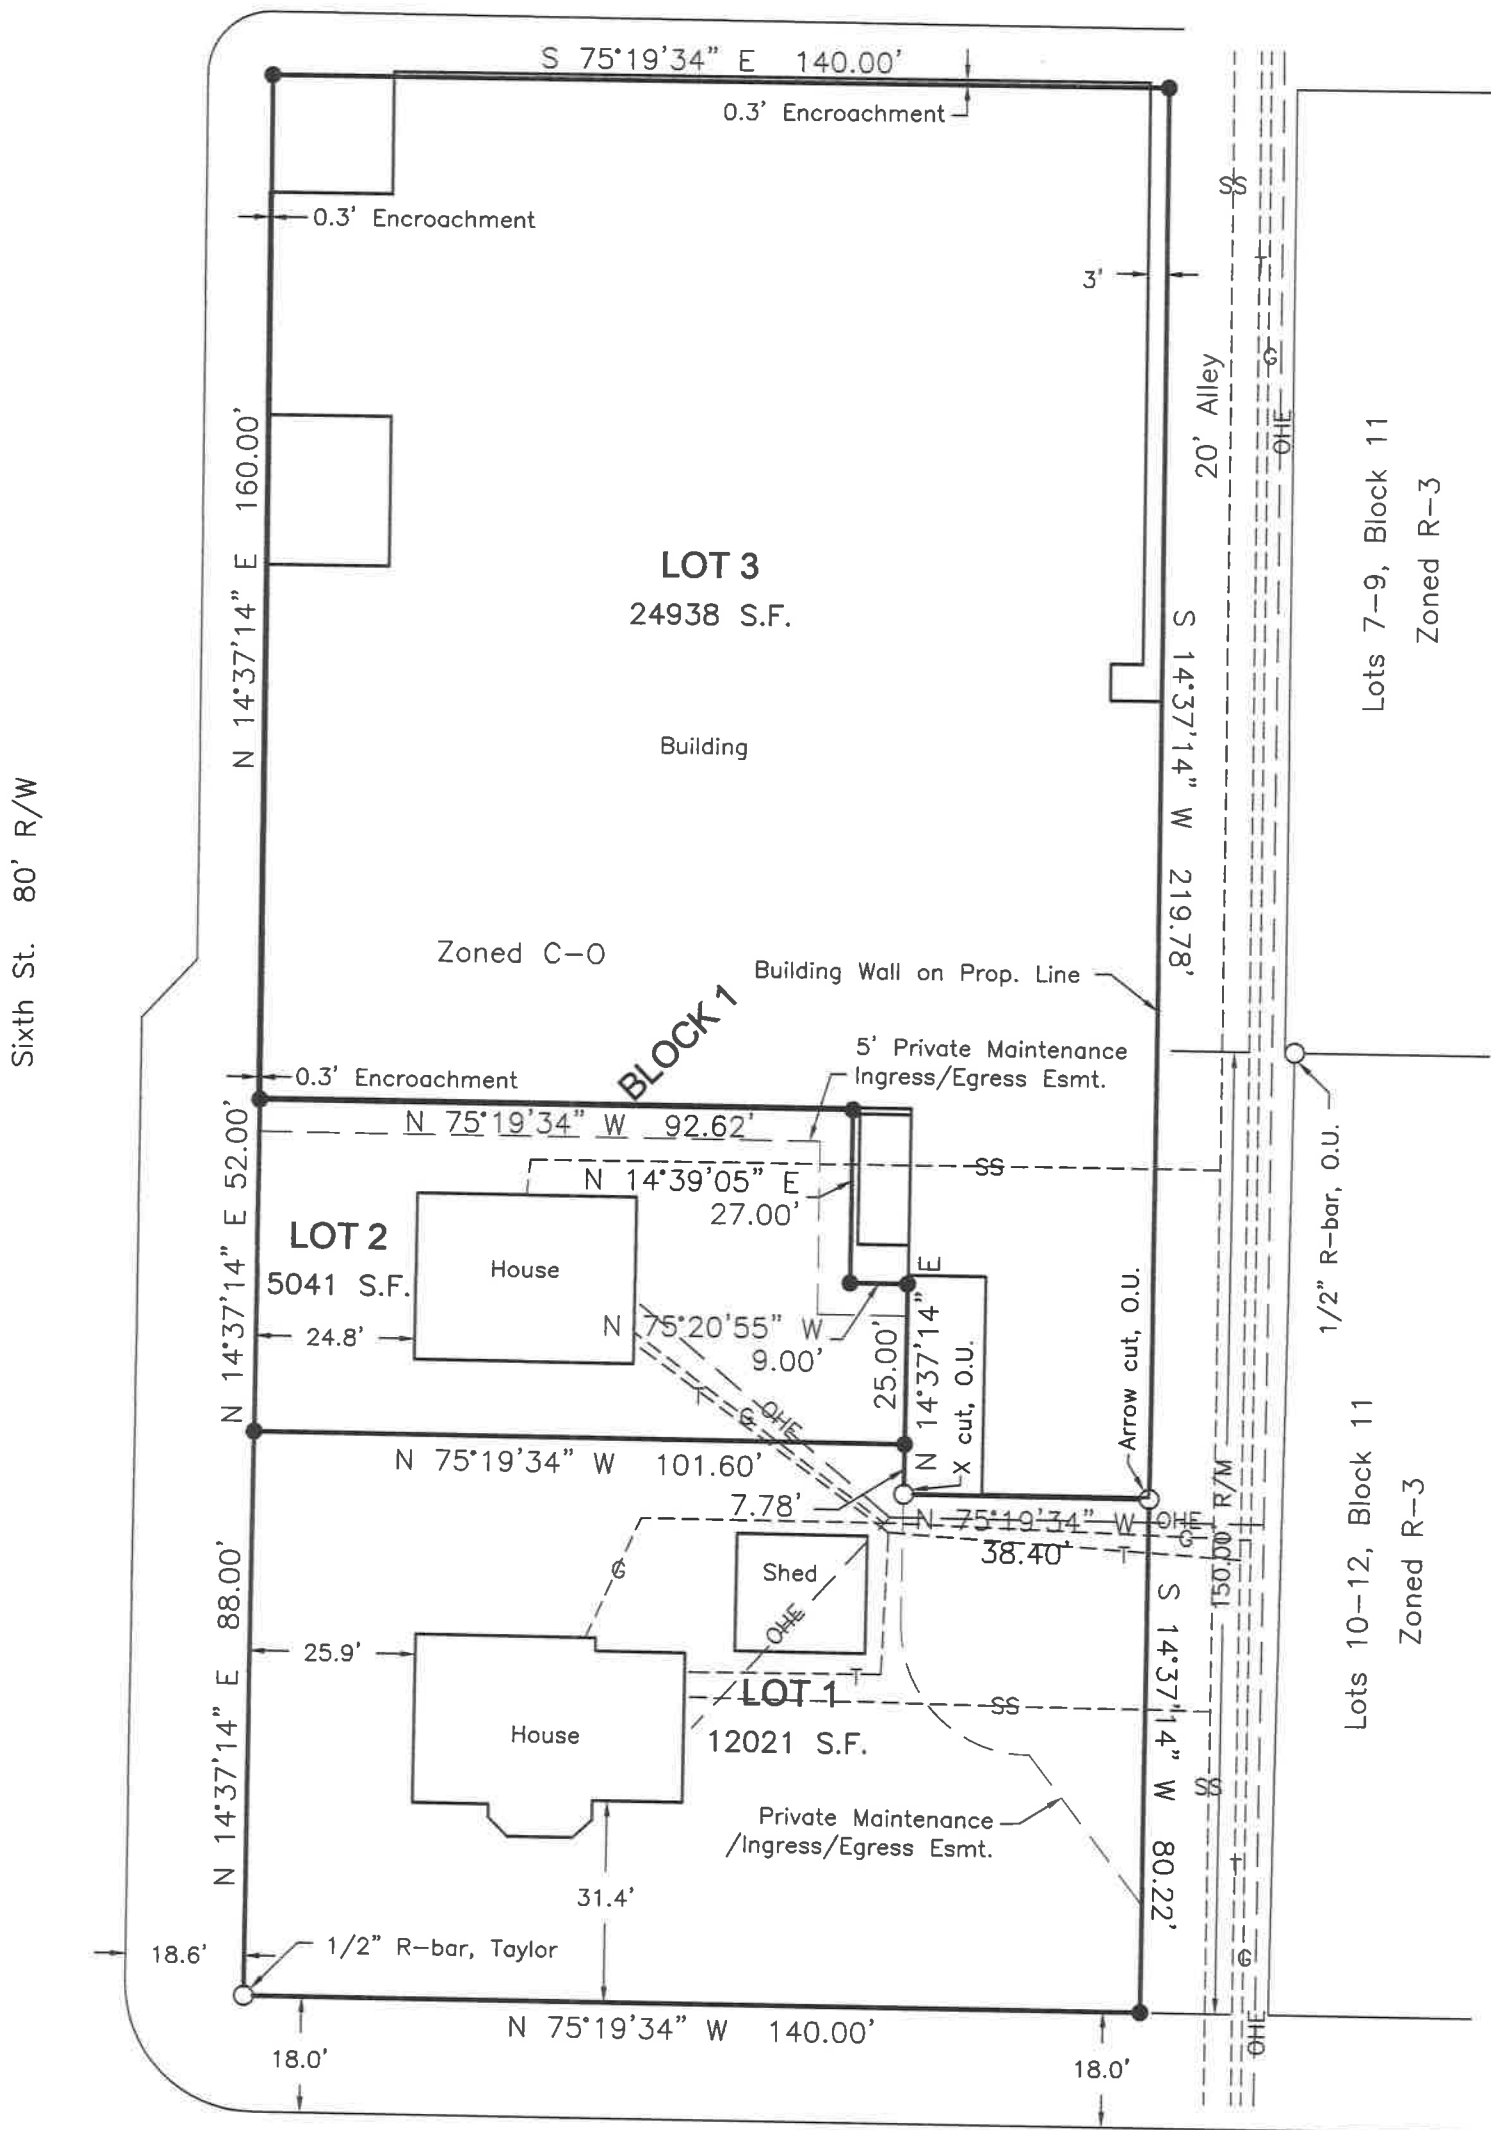 S 75°19'34" E 140.00'
0.3' Encroachment
0.3' Encroachment
SS
T
3'
G
OHE
20' Alley
Lots 7-9, Block 11
Zoned R-3
N 14°37'14" E 160.00'
LOT 3
24938 S.F.
S 14°37'14" W 219.78'
Building
Sixth St. 80' R/W
Zoned C-O
Building Wall on Prop. Line
BLOCK 1
5' Private Maintenance
Ingress/Egress Esmt.
0.3' Encroachment
N 75°19'34" W 92.62'
SS
N 14°39'05" E
27.00'
1/2" R-bar, O.U.
N 14°37'14" E 52.00'
LOT 2
5041 S.F.
House
24.8'
N 75°20'55" W
9.00'
25.00'
N 14°37'14" E
X cut, O.U.
Arrow cut, O.U.
T
G
OHE
N 75°19'34" W 101.60'
7.78'
N 75°19'34" W
38.40'
OHE
G
T
150.00 R/M
Lots 10-12, Block 11
Zoned R-3
G
Shed
OHE
N 14°37'14" E 88.00'
25.9'
T
LOT 1
12021 S.F.
SS
House
S 14°37'14" W 80.22'
SS
Private Maintenance
/Ingress/Egress Esmt.
T
31.4'
G
18.6'
1/2" R-bar, Taylor
OHE
N 75°19'34" W 140.00'
18.0'
18.0'